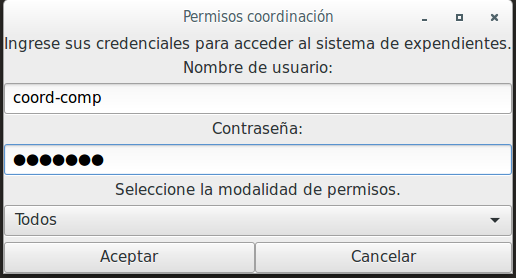 Permisos coordinación
Ingrese sus credenciales para acceder al sistema de expendientes.
Nombre de usuario:
coord-comp
Contraseña:
●●●●●●●
Seleccione la modalidad de permisos.
Todos
Aceptar
Cancelar